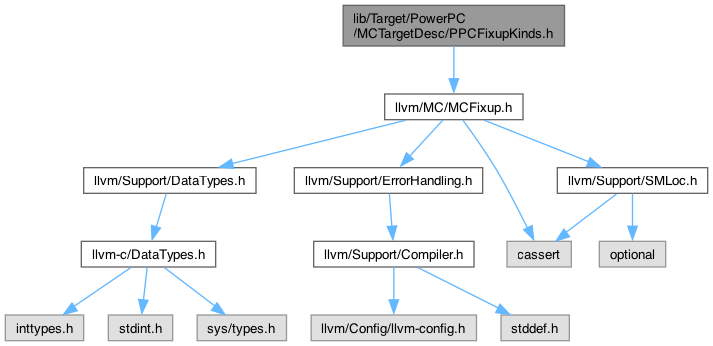 lib/Target/PowerPC
/MCTargetDesc/PPCFixupKinds.h
llvm/MC/MCFixup.h
llvm/Support/DataTypes.h
llvm/Support/ErrorHandling.h
llvm/Support/SMLoc.h
llvm-c/DataTypes.h
llvm/Support/Compiler.h
cassert
optional
inttypes.h
stdint.h
sys/types.h
llvm/Config/llvm-config.h
stddef.h